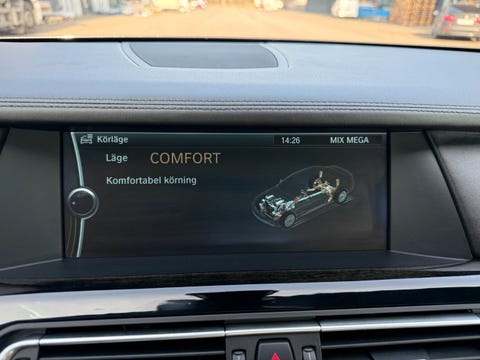 Körläge 14:26 MIX MEGA
Läge COMFORT
Komfortabel körning